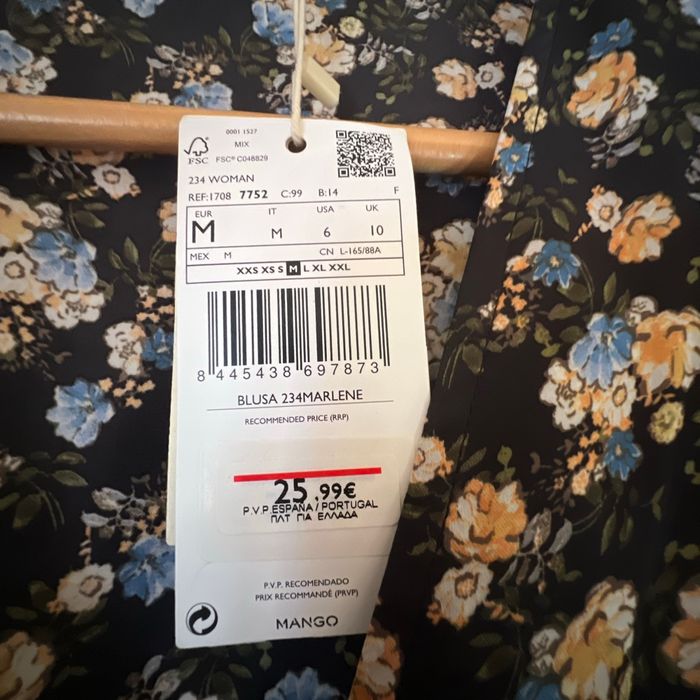 0001 1527
MIX
FSC
FSC® C048829
234 WOMAN
REF:1708 7752 C:99 B:14 F
EUR IT USA UK
M M 6 10
MEX M CN L-165/88A
XXS XS S M L XL XXL
8 445438 697873
BLUSA 234MARLENE
RECOMMENDED PRICE (RRP)
25,99€
P.V.P.ESPAÑA/PORTUGAL
ΠΛΤ ΓΙΑ ΕΛΛΑΔΑ
P.V.P. RECOMENDADO
PRIX RECOMMANDÉ (PRVP)
MANGO